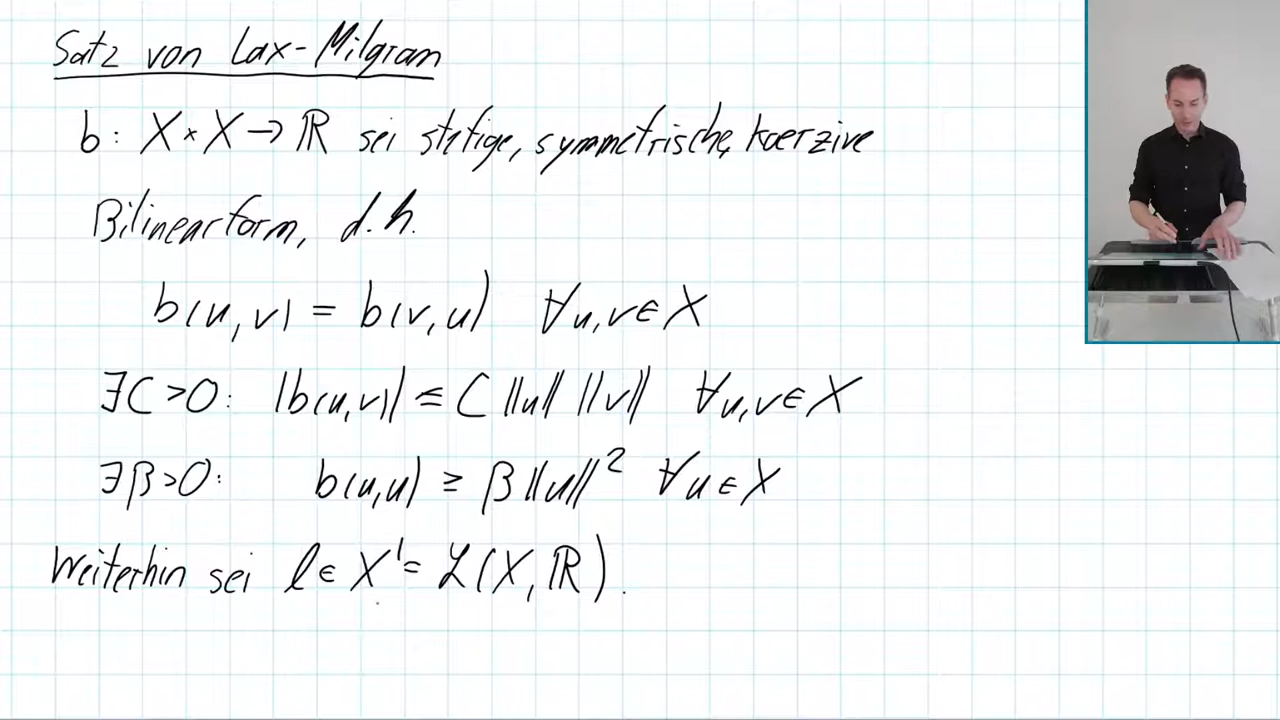 Satz von Lax-Milgram
b: X × X → ℝ sei stetige, symmetrische, koerzive
Bilinearform, d.h.
b(u,v) = b(v,u) ∀u,v∈X
∃C>0: |b(u,v)| ≤ C ||u|| ||v|| ∀u,v∈X
∃β>0: b(u,u) ≥ β||u||² ∀u∈X
Weiterhin sei l∈X' = ℒ(X,ℝ).